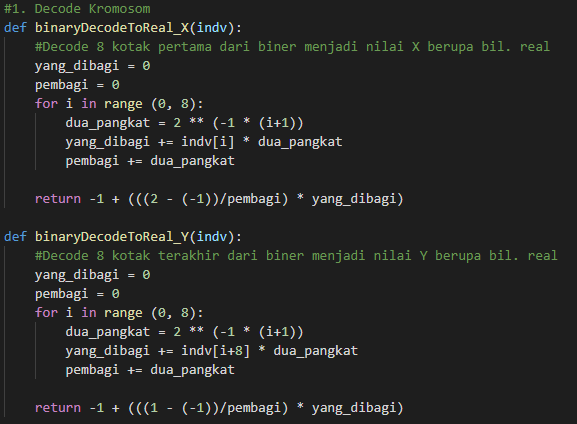 #1. Decode Kromosom
def binaryDecodeToReal_X(indv):
    #Decode 8 kotak pertama dari biner menjadi nilai X berupa bil. real
    yang_dibagi = 0
    pembagi = 0
    for i in range (0, 8):
        dua_pangkat = 2 ** (-1 * (i+1))
        yang_dibagi += indv[i] * dua_pangkat
        pembagi += dua_pangkat

    return -1 + (((2 - (-1))/pembagi) * yang_dibagi)

def binaryDecodeToReal_Y(indv):
    #Decode 8 kotak terakhir dari biner menjadi nilai Y berupa bil. real
    yang_dibagi = 0
    pembagi = 0
    for i in range (0, 8):
        dua_pangkat = 2 ** (-1 * (i+1))
        yang_dibagi += indv[i+8] * dua_pangkat
        pembagi += dua_pangkat

    return -1 + (((1 - (-1))/pembagi) * yang_dibagi)